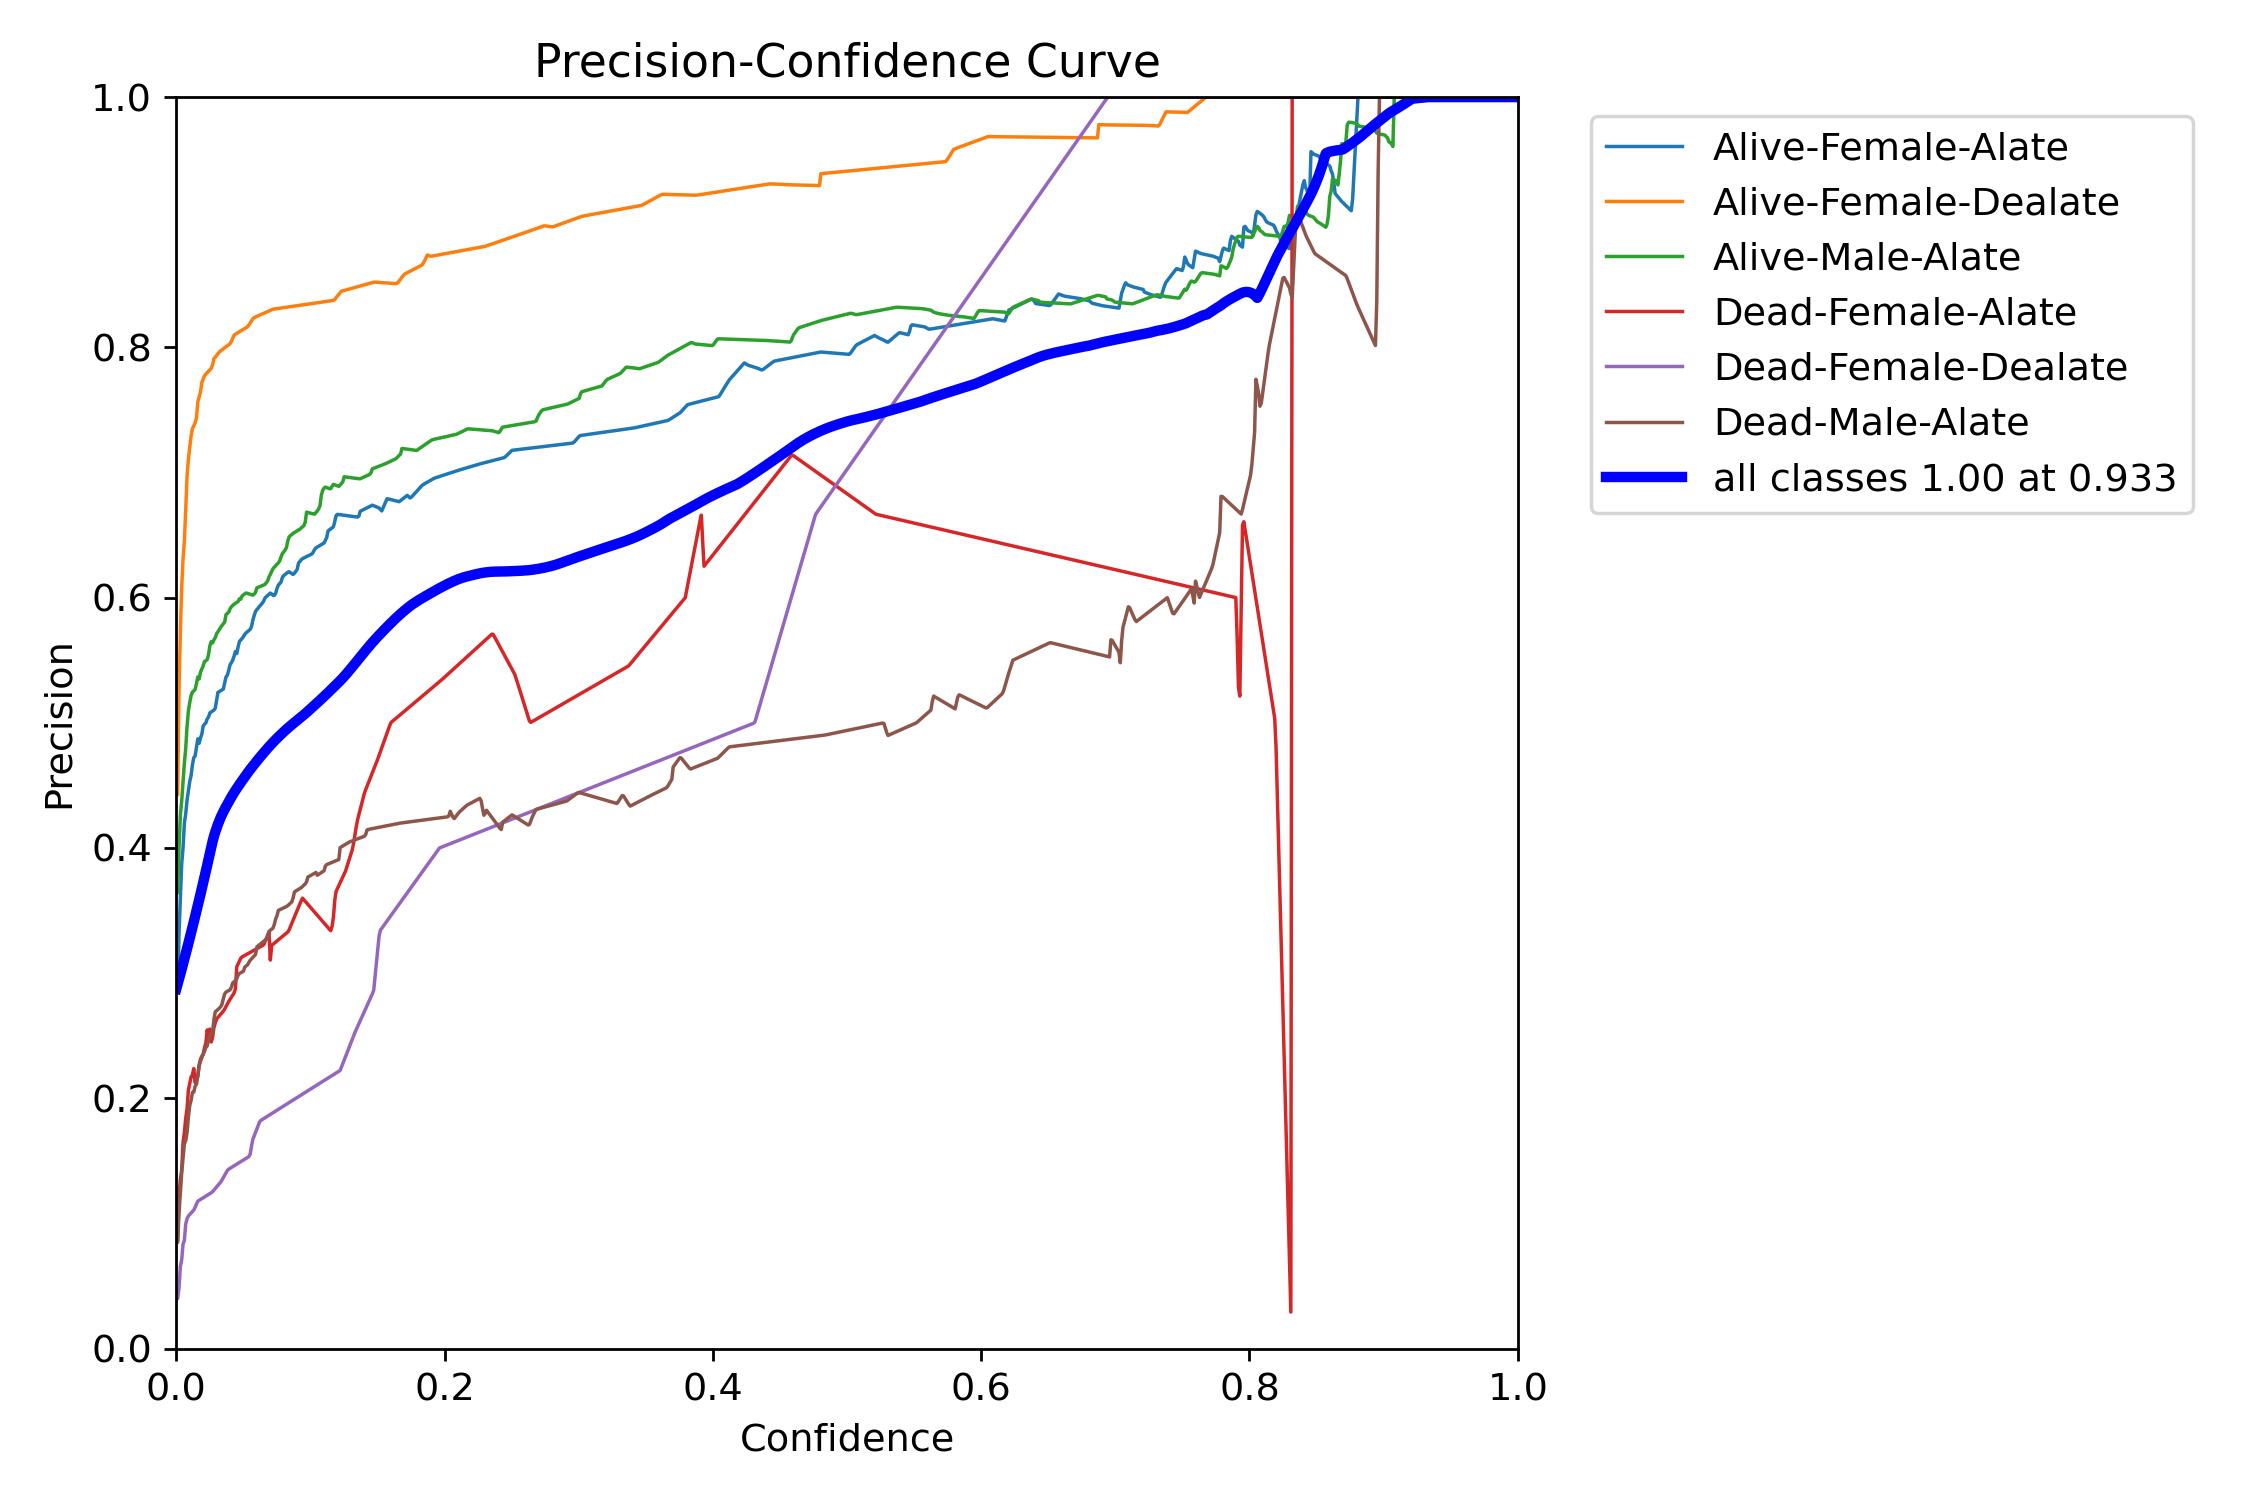 Precision-Confidence Curve
1.0
0.8
0.6
0.4
0.2
0.0
Precision
0.0 0.2 0.4 0.6 0.8 1.0
Confidence
Alive-Female-Alate
Alive-Female-Dealate
Alive-Male-Alate
Dead-Female-Alate
Dead-Female-Dealate
Dead-Male-Alate
all classes 1.00 at 0.933